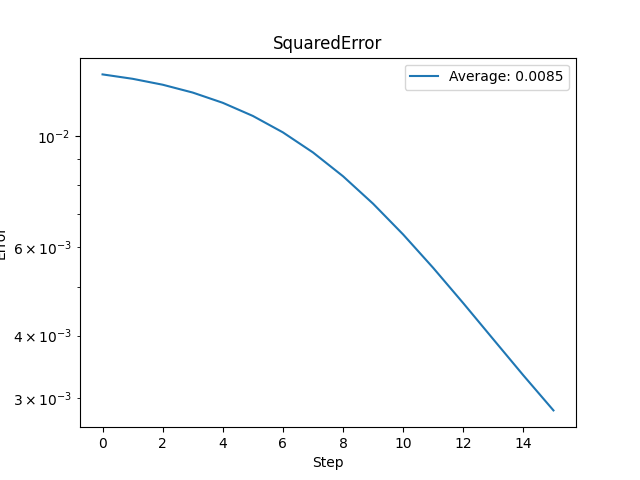 SquaredError
Average: 0.0085
10⁻²
6 × 10⁻³
4 × 10⁻³
3 × 10⁻³
Error
0 2 4 6 8 10 12 14
Step